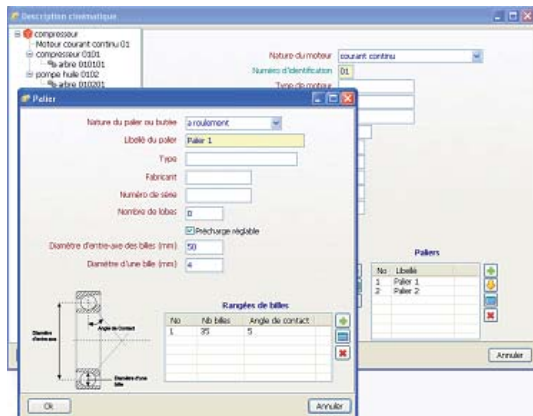 Description cinématique
compresseur
Moteur courant continu 01
compresseur 0101
arbre 010101
pompe huile 0102
arbre 010201
Nature du moteur courant continu
Numéro d'identification 01
Type de moteur
Paliers
No Libellé
1 Palier 1
2 Palier 2
Annuler
Palier
Nature du palier ou butée à roulement
Libellé du palier Palier 1
Type
Fabricant
Numéro de série
Nombre de lobes 0
Précharge réglable
Diamètre d'entre-axe des billes (mm) 50
Diamètre d'une bille (mm) 4
Rangées de billes
No Nb billes Angle de contact
1 35 5
Diamètre
d'entre-axe
Angle de Contact
Diamètre d'une
bille
Ok
Annuler